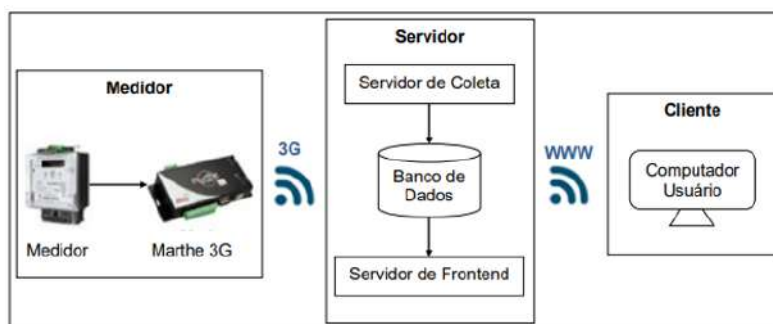 Medidor
Medidor
Marthe 3G
3G
Servidor
Servidor de Coleta
Banco de
Dados
Servidor de Frontend
WWW
Cliente
Computador
Usuário